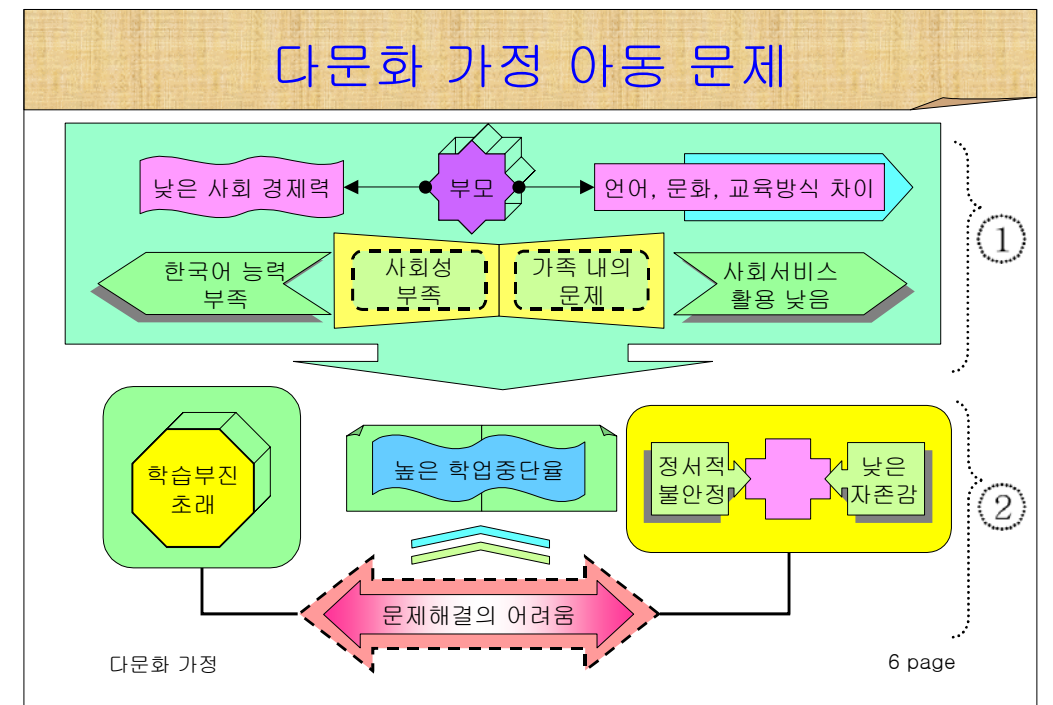 다문화 가정 아동 문제
낮은 사회 경제력
부모
언어, 문화, 교육방식 차이
한국어 능력
부족
사회성
부족
가족 내의
문제
사회서비스
활용 낮음
①
학습부진
초래
높은 학업중단율
정서적
불안정
낮은
자존감
②
문제해결의 어려움
다문화 가정
6 page